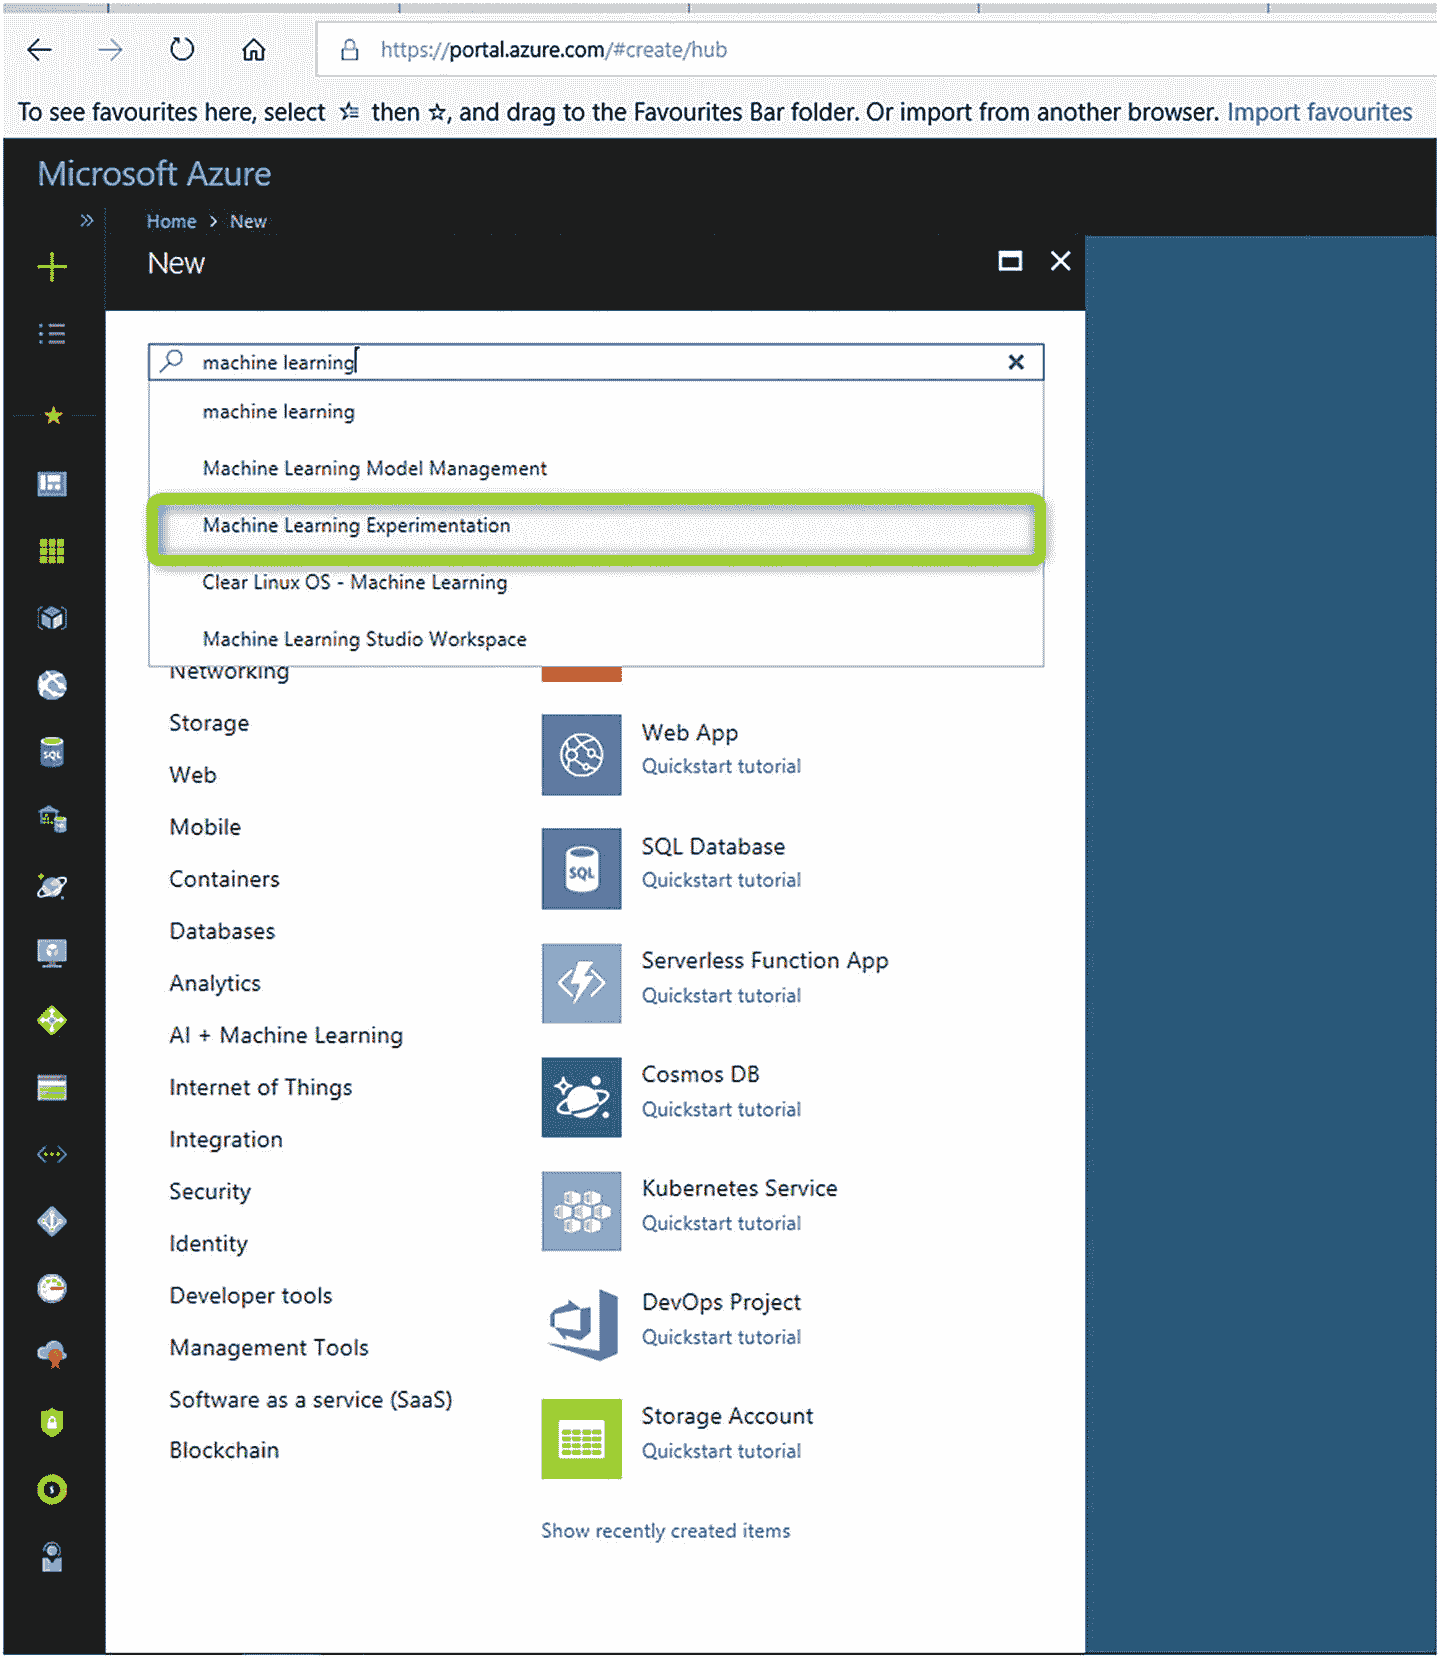 https://portal.azure.com/#create/hub
To see favourites here, select then , and drag to the Favourites Bar folder. Or import from another browser. Import favourites
Microsoft Azure
» Home > New
New
machine learning
machine learning
Machine Learning Model Management
Machine Learning Experimentation
Clear Linux OS - Machine Learning
Machine Learning Studio Workspace
Networking
Storage
Web
Mobile
Containers
Databases
Analytics
AI + Machine Learning
Internet of Things
Integration
Security
Identity
Developer tools
Management Tools
Software as a service (SaaS)
Blockchain
Web App
Quickstart tutorial
SQL
SQL Database
Quickstart tutorial
Serverless Function App
Quickstart tutorial
Cosmos DB
Quickstart tutorial
Kubernetes Service
Quickstart tutorial
DevOps Project
Quickstart tutorial
Storage Account
Quickstart tutorial
Show recently created items
SQL